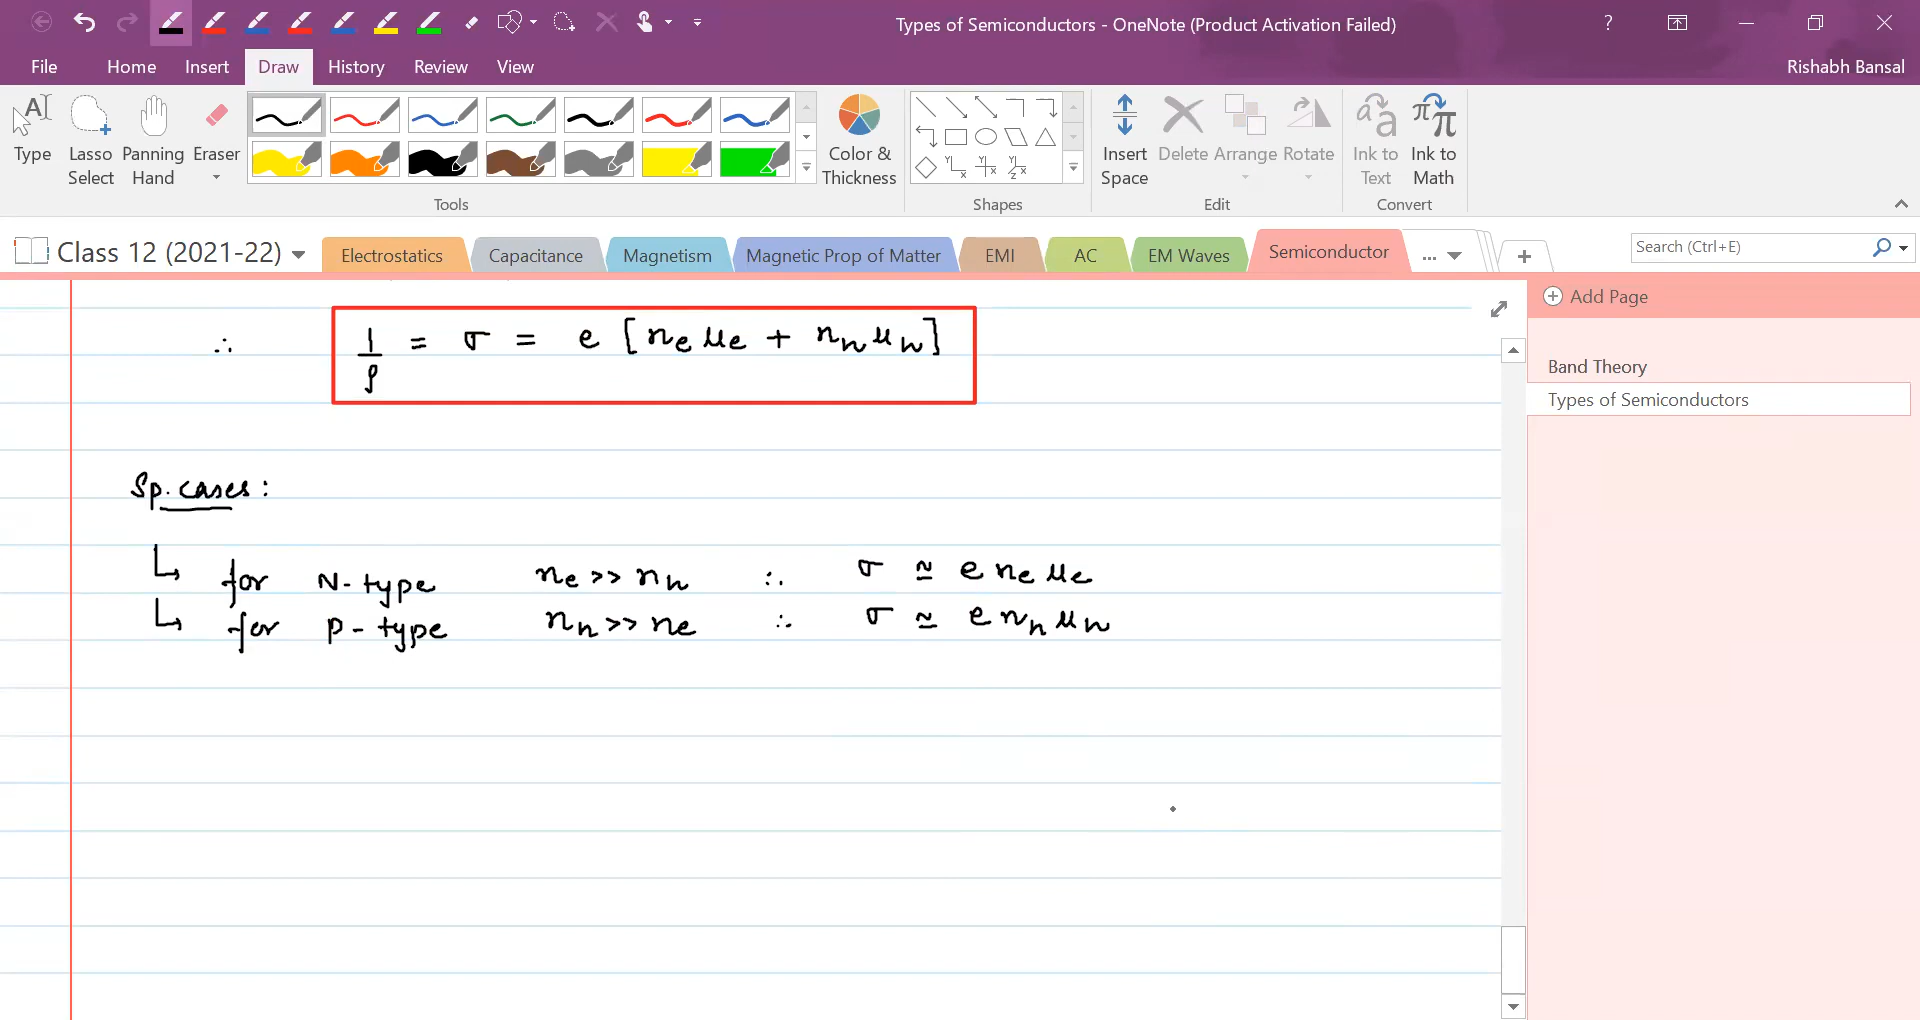 Types of Semiconductors - OneNote (Product Activation Failed)
?
File Home Insert Draw History Review View
Rishabh Bansal
Type
Lasso Select
Panning Hand
Eraser
Color & Thickness
Insert Space
Delete
Arrange
Rotate
Ink to Text
Ink to Math
Tools
Shapes
Edit
Convert
Class 12 (2021-22)
Electrostatics
Capacitance
Magnetism
Magnetic Prop of Matter
EMI
AC
EM Waves
Semiconductor
...
Search (Ctrl+E)
Add Page
Band Theory
Types of Semiconductors
∴ 1/ρ = σ = e [nₑμₑ + nₕμₕ]
Sp. cases:
↳ for N-type nₑ >> nₕ ∴ σ ≃ e nₑ μₑ
↳ for P-type nₕ >> nₑ ∴ σ ≃ e nₕ μₕ